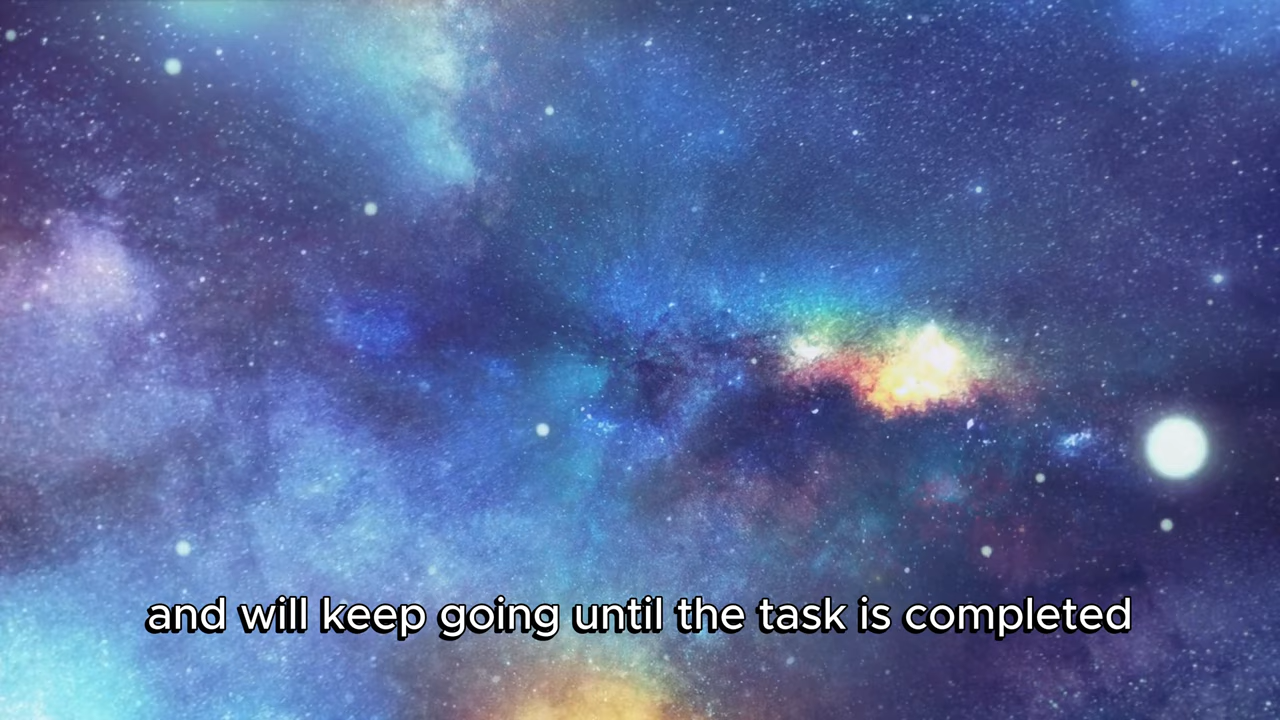 and will keep going until the task is completed